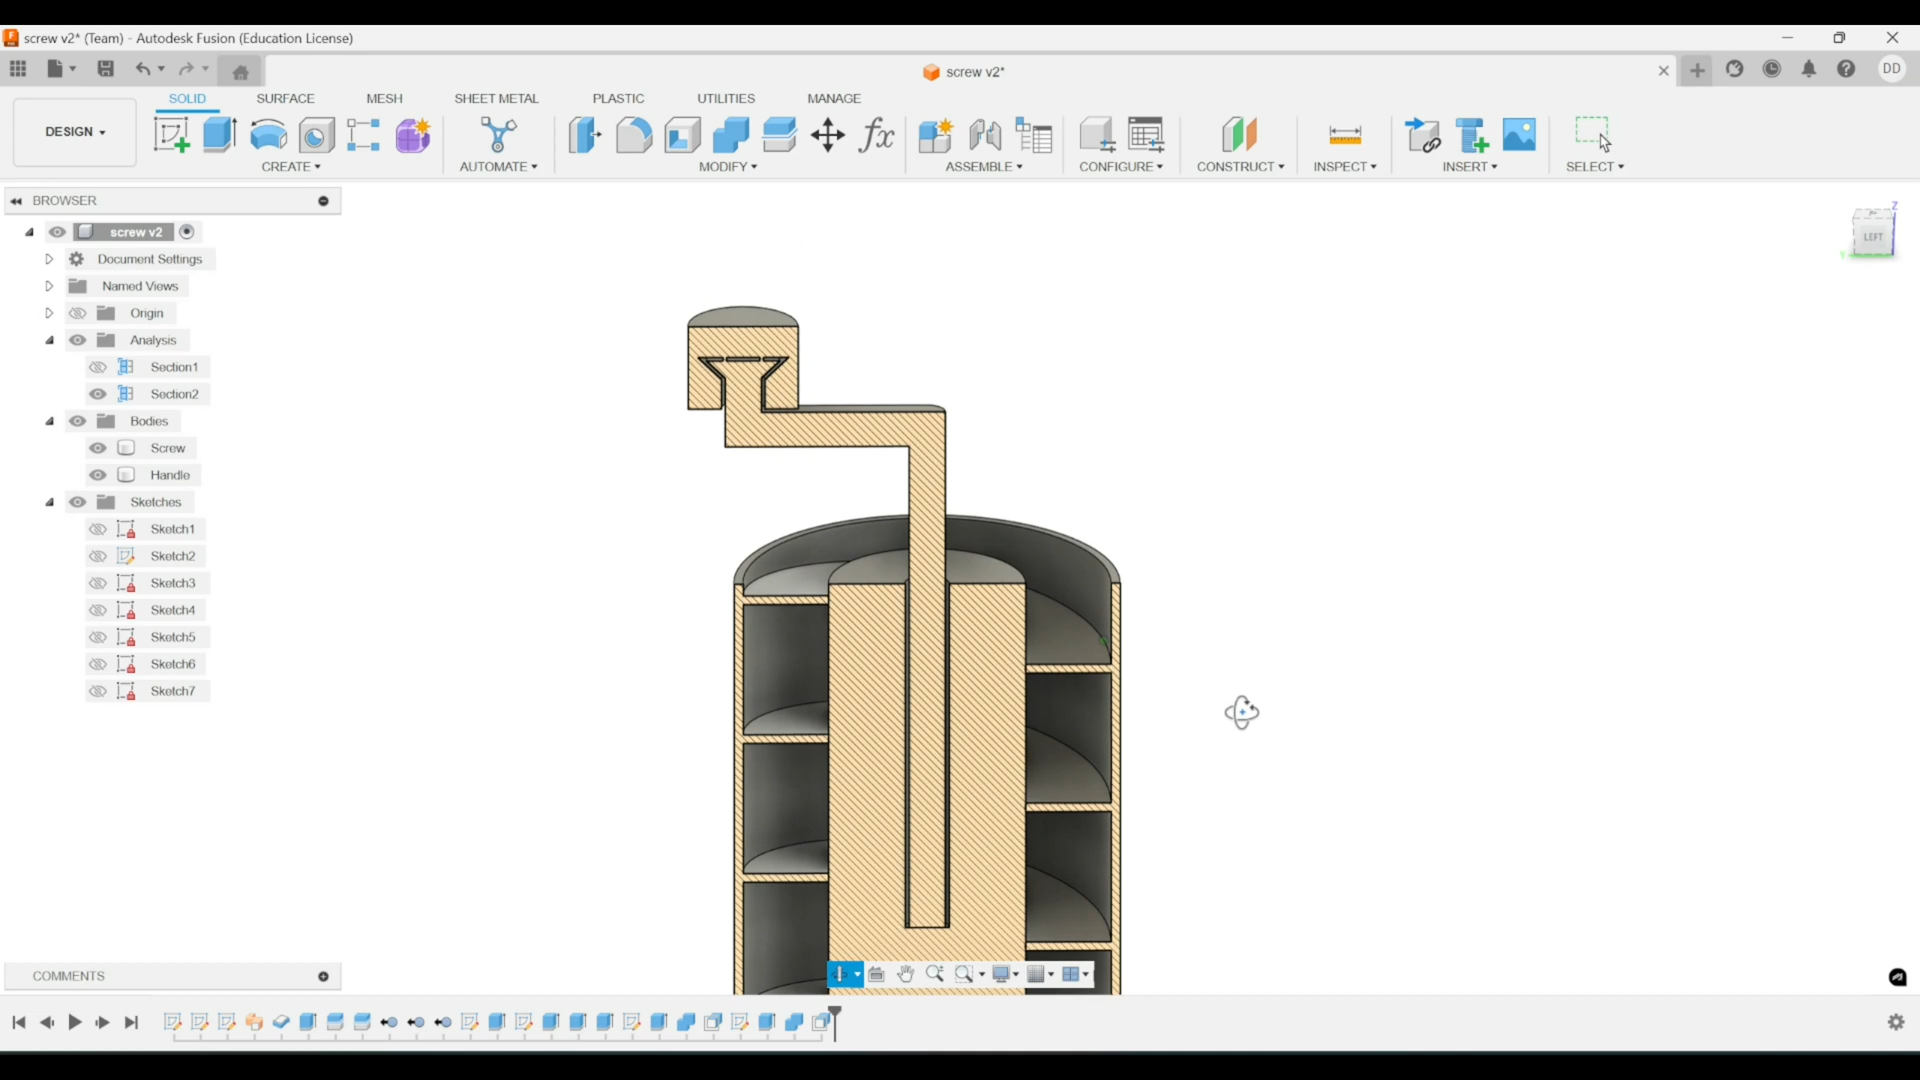 screw v2* (Team) - Autodesk Fusion (Education License)
screw v2*
DD
SOLID SURFACE MESH SHEET METAL PLASTIC UTILITIES MANAGE
DESIGN
CREATE AUTOMATE MODIFY ASSEMBLE CONFIGURE CONSTRUCT INSPECT INSERT SELECT
BROWSER
screw v2
Document Settings
Named Views
Origin
Analysis
Section1
Section2
Bodies
Screw
Handle
Sketches
Sketch1
Sketch2
Sketch3
Sketch4
Sketch5
Sketch6
Sketch7
Z
LEFT
Y
COMMENTS